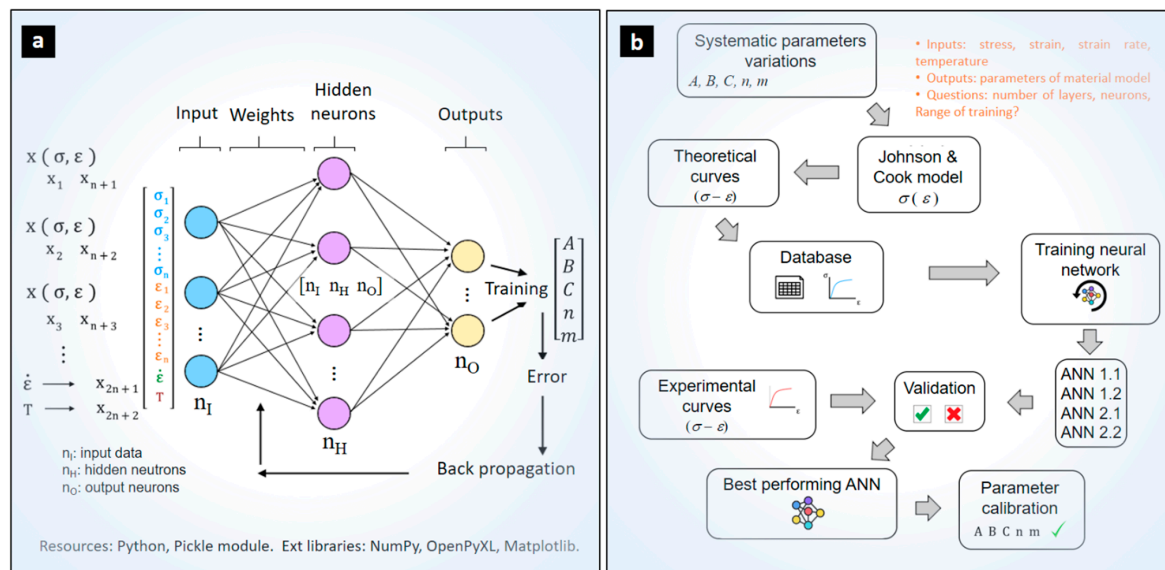 a
Hidden
Input Weights neurons Outputs
x ( σ, ε )
x1 xn+1
x ( σ, ε )
x2 xn+2
x ( σ, ε )
x3 xn+3
⋮
ε̇ x2n+1
T x2n+2
σ1
σ2
σ3
⋮
σn
ε1
ε2
ε3
⋮
εn
ε̇
T
⋮
nI
[nI nH nO]
⋮
nH
⋮
nO
Training
A
B
C
n
m
Error
Back propagation
nI: input data
nH: hidden neutrons
nO: output neurons
Resources: Python, Pickle module. Ext libraries: NumPy, OpenPyXL, Matplotlib.
b
Systematic parameters
variations
A, B, C, n, m
• Inputs: stress, strain, strain rate,
temperature
• Outputs: parameters of material model
• Questions: number of layers, neurons,
Range of training?
Theoretical
curves
(σ− ε)
Johnson &
Cook model
σ( ε )
Database
σ
ε
Training neural
network
Experimental
curves
(σ− ε)
ε
Validation
ANN 1.1
ANN 1.2
ANN 2.1
ANN 2.2
Best performing ANN
Parameter
calibration
A B C n m